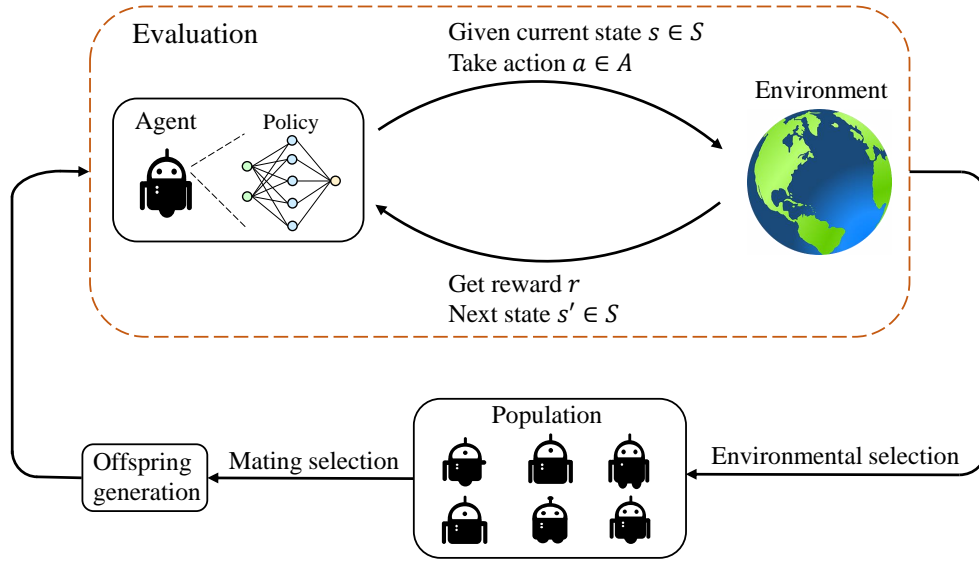 Evaluation
Given current state s ∈ S
Take action a ∈ A
Environment
Agent
Policy
Get reward r
Next state s′ ∈ S
Population
Offspring
generation
Mating selection
Environmental selection